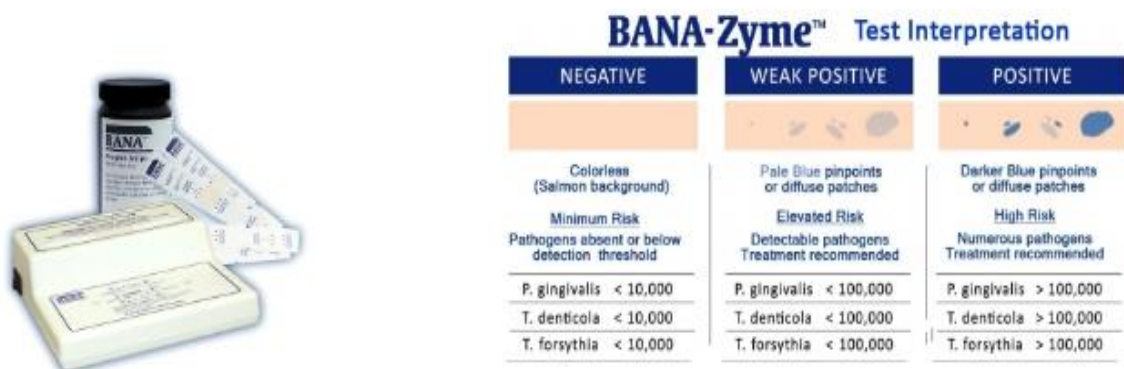 BANA
BANA-Zyme™ Test Interpretation
NEGATIVE
Colorless
(Salmon background)
Minimum Risk
Pathogens absent or below
detection threshold
P. gingivalis < 10,000
T. denticola < 10,000
T. forsythia < 10,000
WEAK POSITIVE
Pale Blue pinpoints
or diffuse patches
Elevated Risk
Detectable pathogens
Treatment recommended
P. gingivalis < 100,000
T. denticola < 100,000
T. forsythia < 100,000
POSITIVE
Darker Blue pinpoints
or diffuse patches
High Risk
Numerous pathogens
Treatment recommended
P. gingivalis > 100,000
T. denticola > 100,000
T. forsythia > 100,000